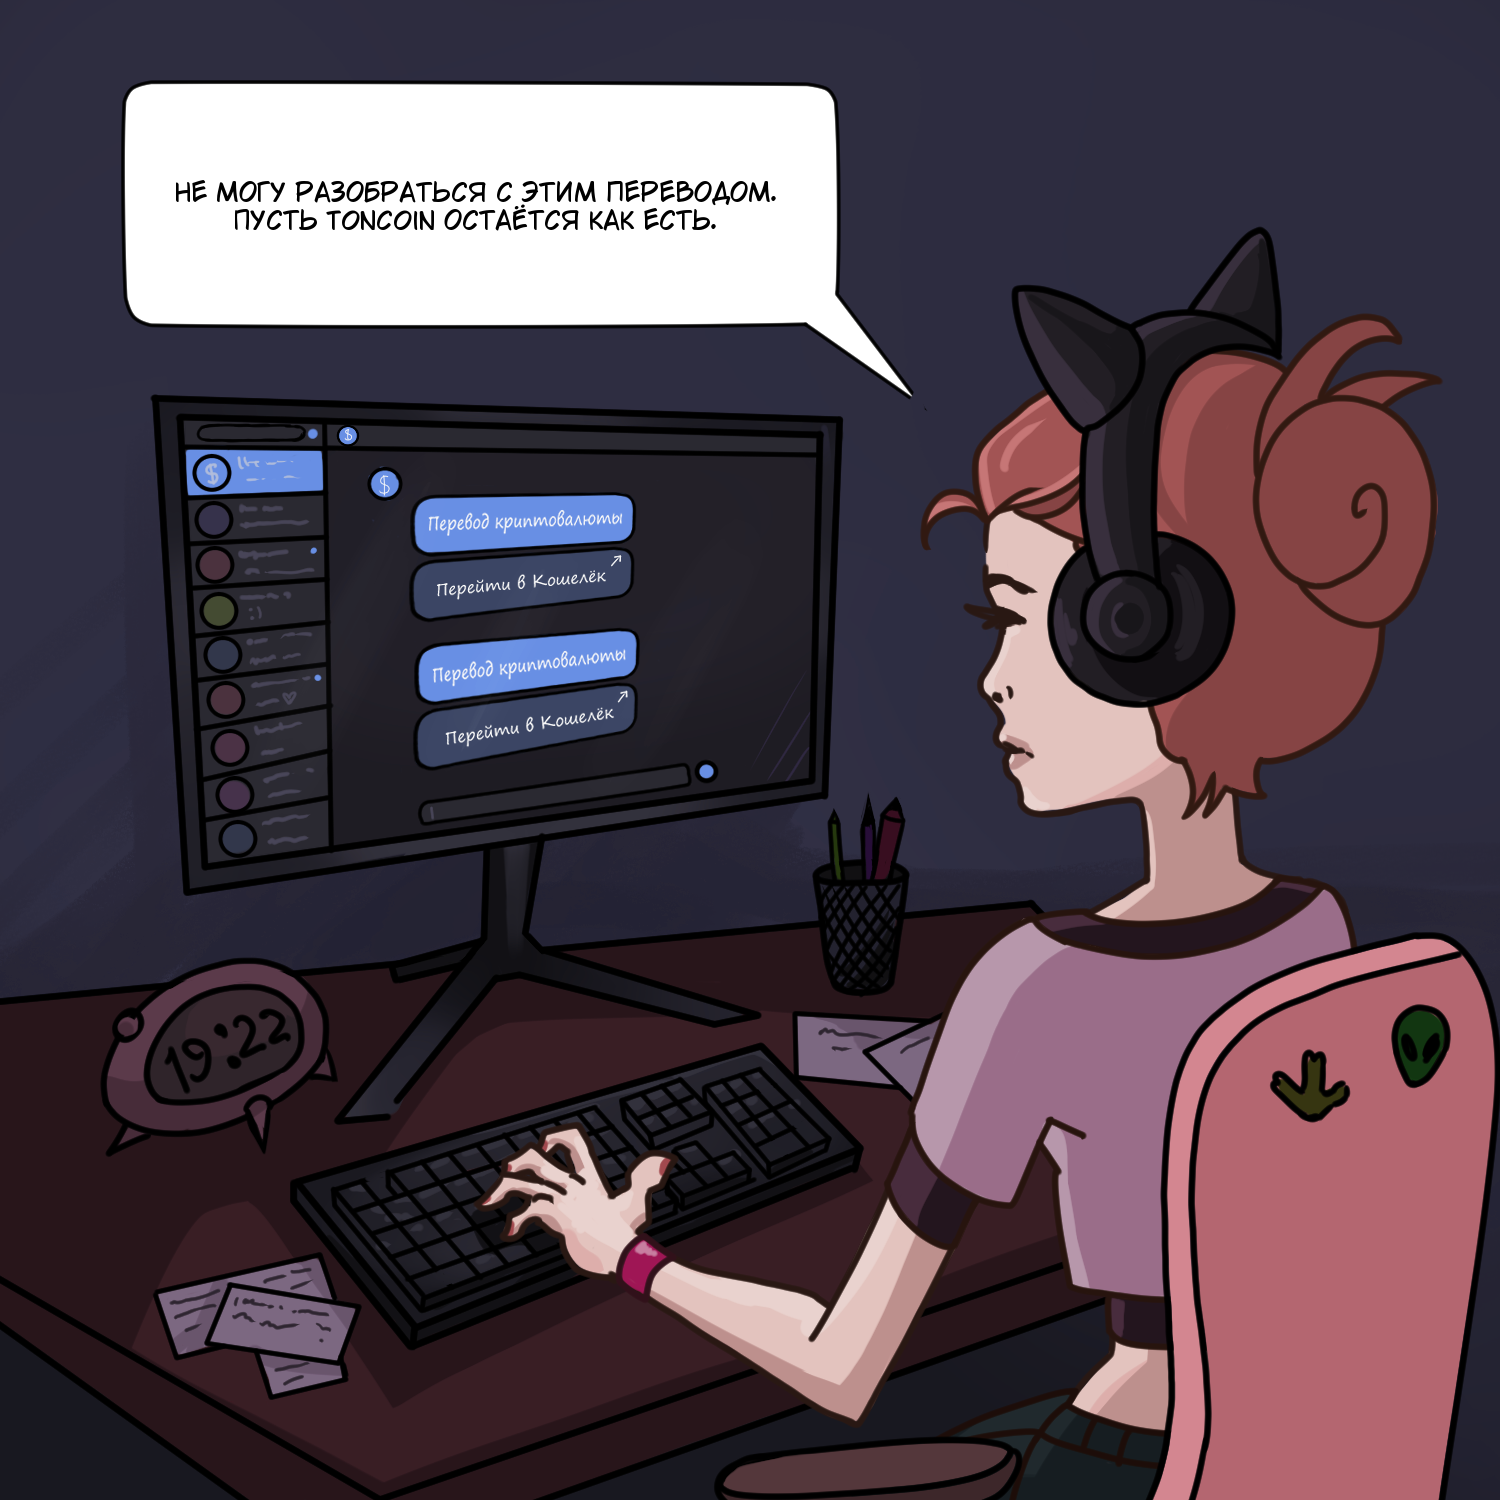 НЕ МОГУ РАЗОБРАТЬСЯ С ЭТИМ ПЕРЕВОДОМ.
ПУСТЬ TONCOIN ОСТАЁТСЯ КАК ЕСТЬ.
$
$
$
Перевод криптовалюты
Перейти в Кошелёк
:)
Перевод криптовалюты
Перейти в Кошелёк
19:22